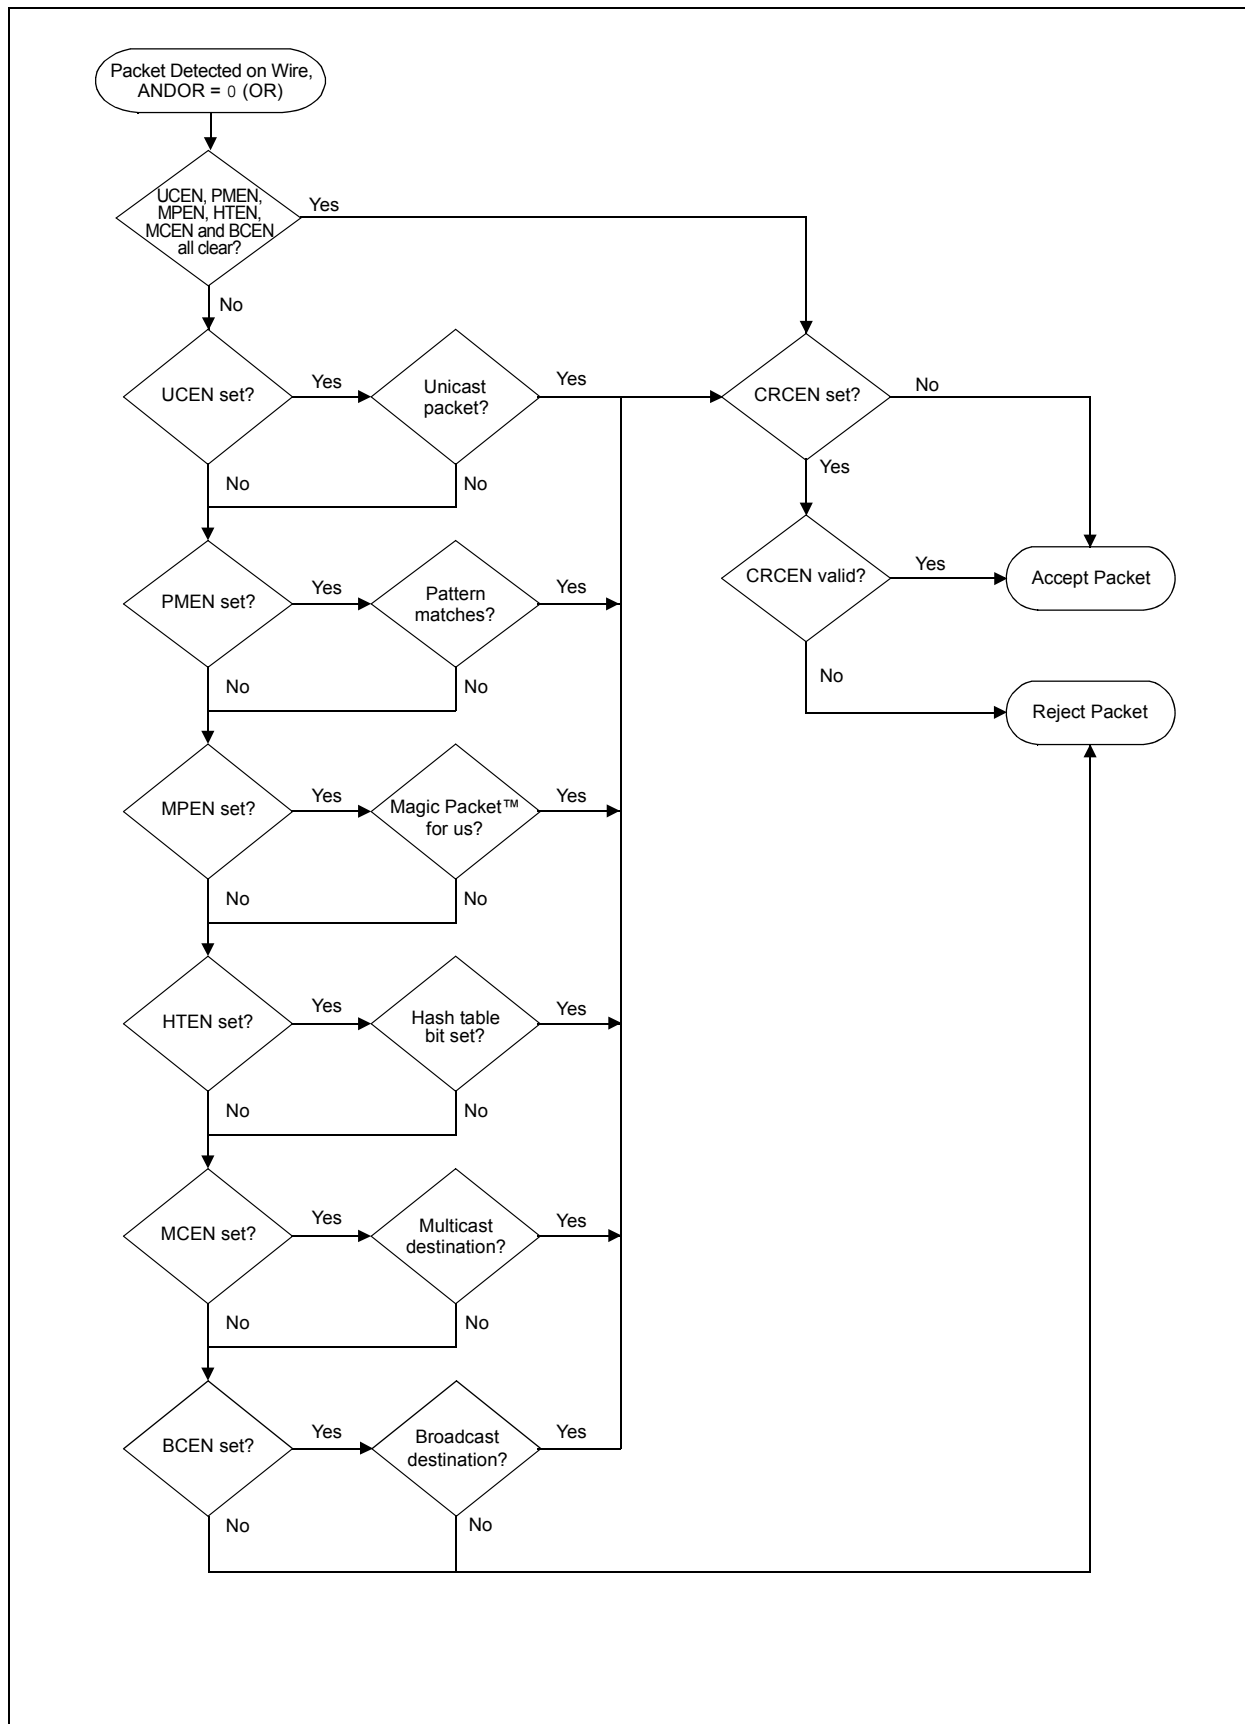 Packet Detected on Wire,
ANDOR = 0 (OR)
UCEN, PMEN,
MPEN, HTEN,
MCEN and BCEN
all clear?
Yes
No
UCEN set?
Yes
Unicast
packet?
Yes
CRCEN set?
No
No
No
Yes
PMEN set?
Yes
Pattern
matches?
Yes
CRCEN valid?
Yes
Accept Packet
No
No
No
Reject Packet
MPEN set?
Yes
Magic Packet™
for us?
Yes
No
No
HTEN set?
Yes
Hash table
bit set?
Yes
No
No
MCEN set?
Yes
Multicast
destination?
Yes
No
No
BCEN set?
Yes
Broadcast
destination?
Yes
No
No